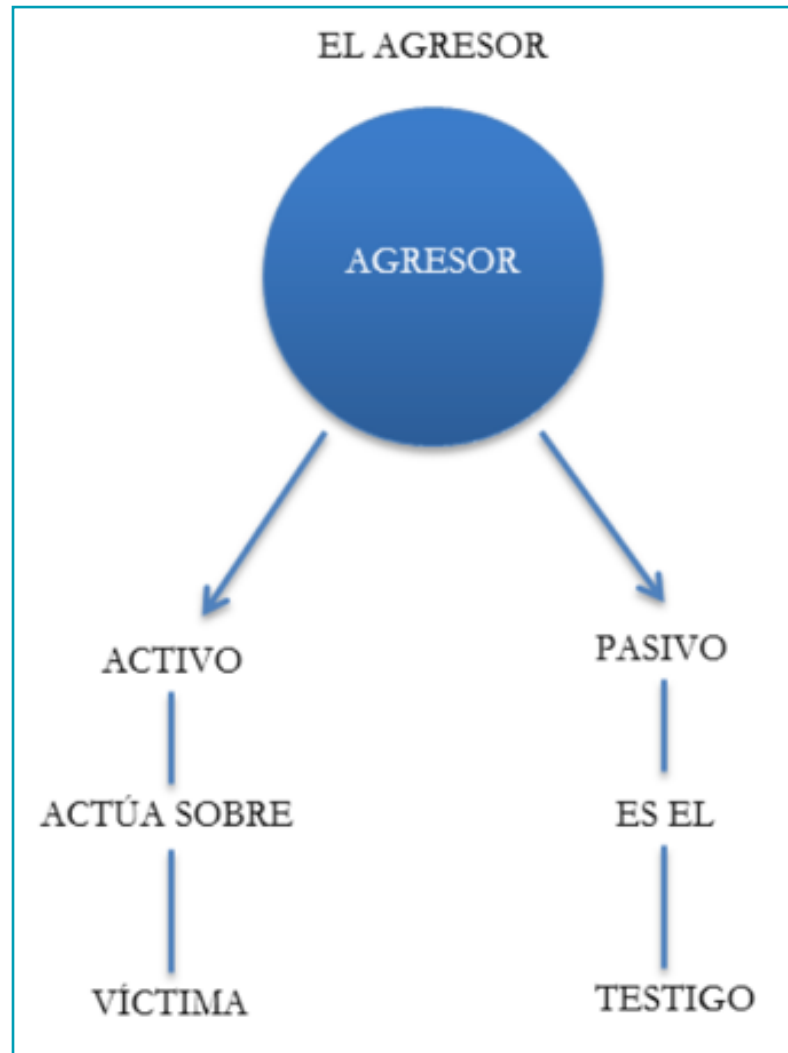 EL AGRESOR
AGRESOR
ACTIVO
PASIVO
ACTÚA SOBRE
ES EL
VÍCTIMA
TESTIGO